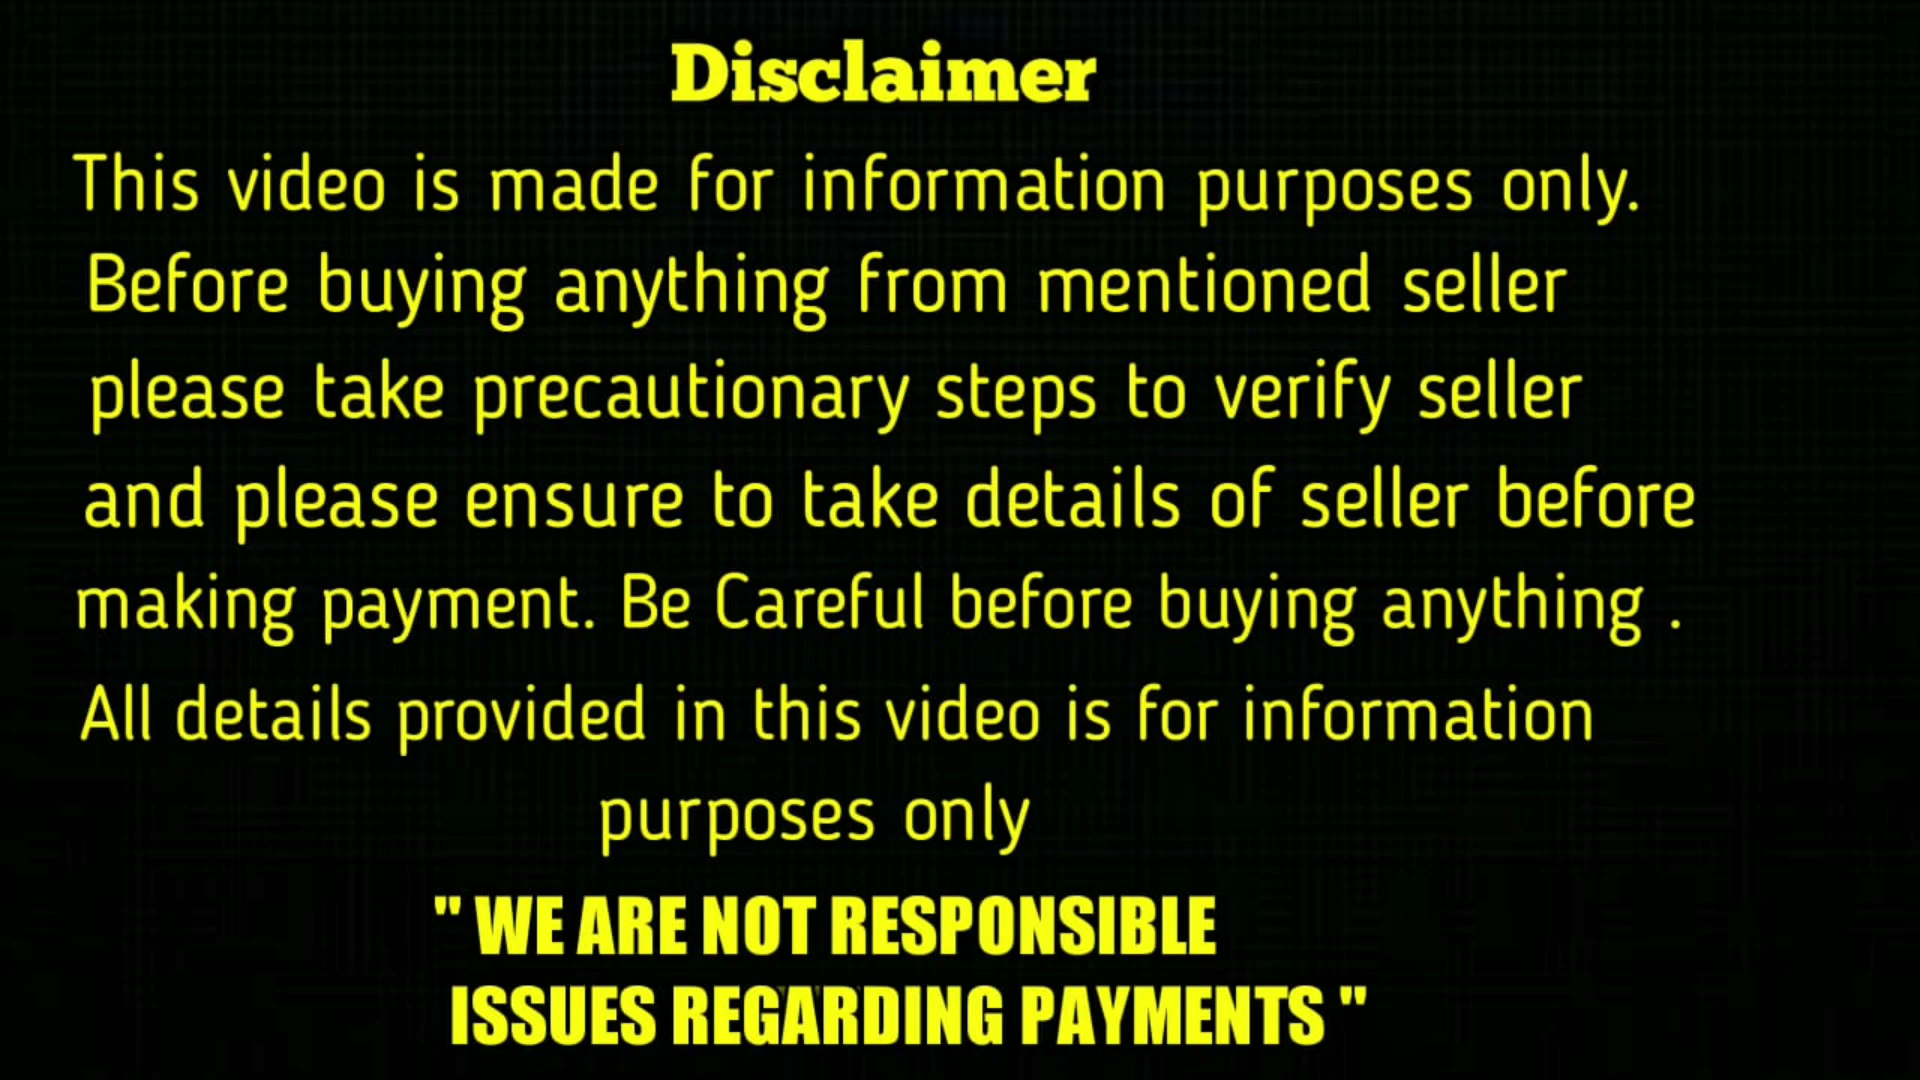 Disclaimer
This video is made for information purposes only.
Before buying anything from mentioned seller
please take precautionary steps to verify seller
and please ensure to take details of seller before
making payment. Be Careful before buying anything .
All details provided in this video is for information
purposes only
" WE ARE NOT RESPONSIBLE
ISSUES REGARDING PAYMENTS "